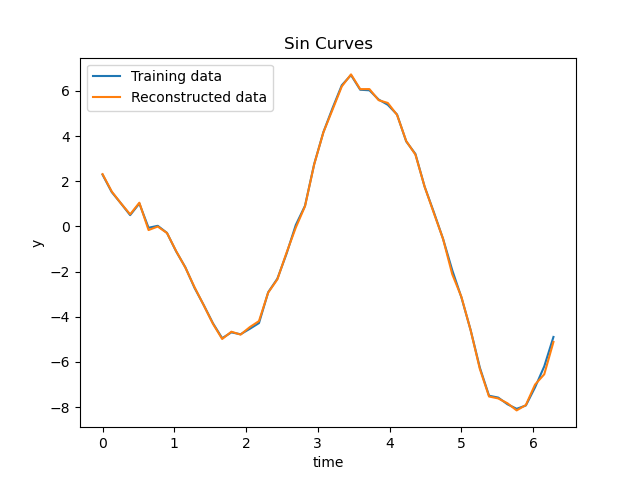 Sin Curves
Training data
Reconstructed data
6
4
2
0
−2
−4
−6
−8
y
0 1 2 3 4 5 6
time